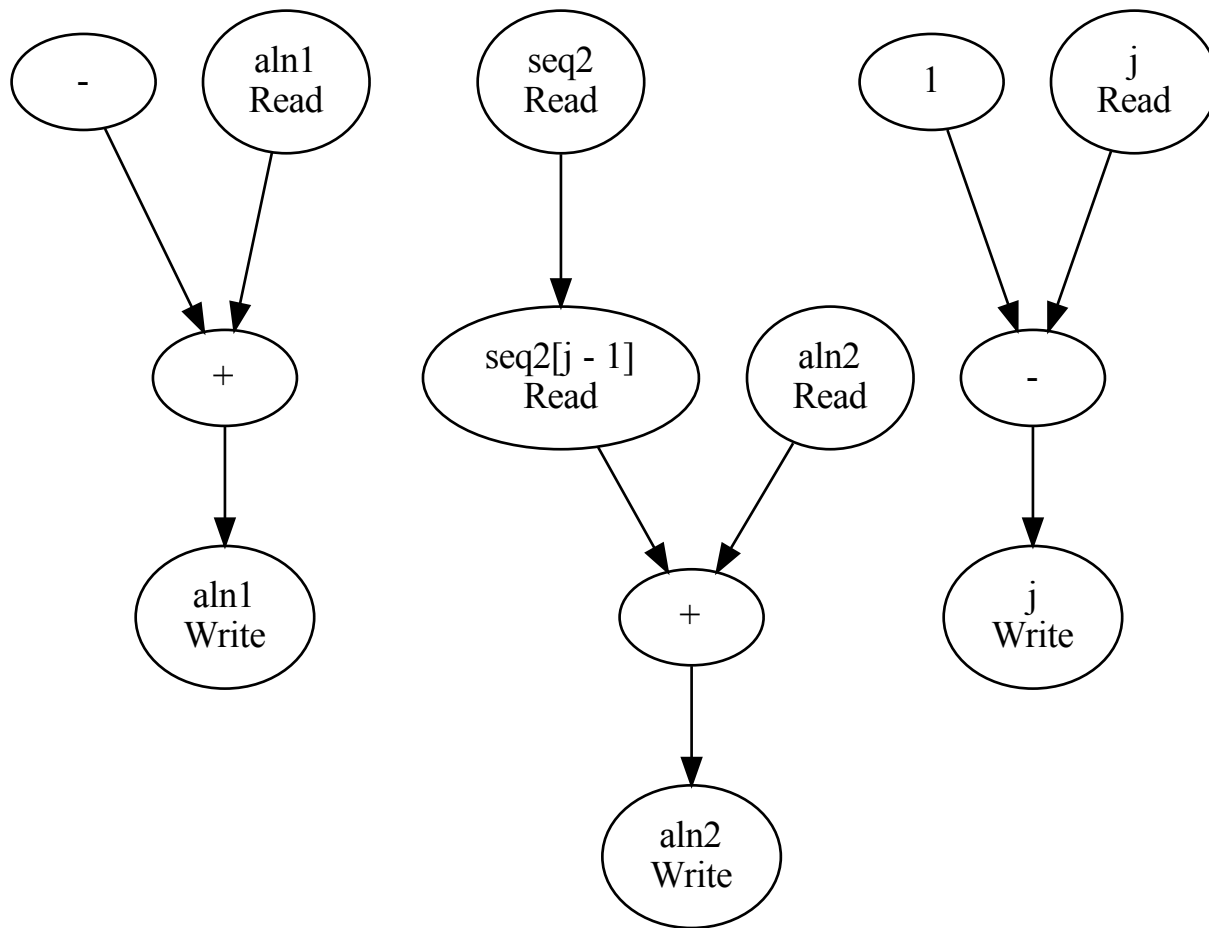 -
aln1
Read
seq2
Read
1
j
Read
+
seq2[j - 1]
Read
aln2
Read
-
aln1
Write
+
j
Write
aln2
Write